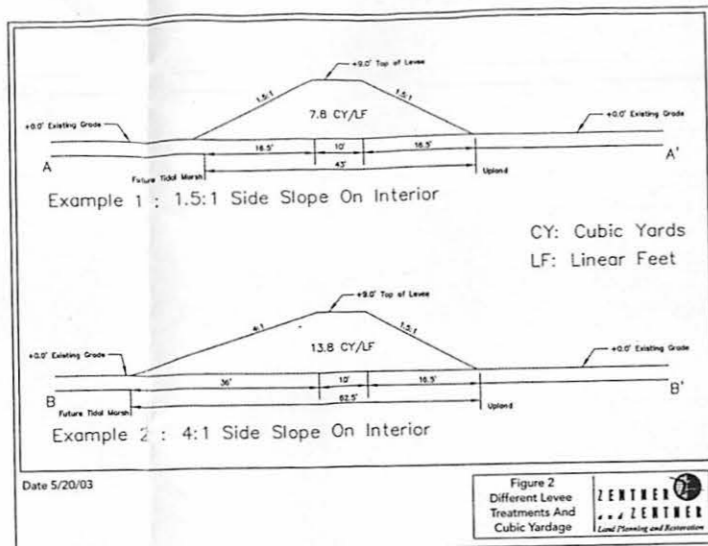 +9.0' Top of Levee
1.5:1
1.5:1
7.8 CY/LF
+0.0' Existing Grade
+0.0' Existing Grade
16.5'
10'
16.5'
A
A'
43'
Future Tidal Marsh
Upland
Example 1 : 1.5:1 Side Slope On Interior
CY: Cubic Yards
LF: Linear Feet
+9.0' Top of Levee
4:1
1.5:1
13.8 CY/LF
+0.0' Existing Grade
+0.0' Existing Grade
36'
10'
16.5'
B
B'
62.5'
Future Tidal Marsh
Upland
Example 2 : 4:1 Side Slope On Interior
Date 5/20/03
Figure 2
Different Levee
Treatments And
Cubic Yardage
ZENTNER
and ZENTNER
Land Planning and Restoration